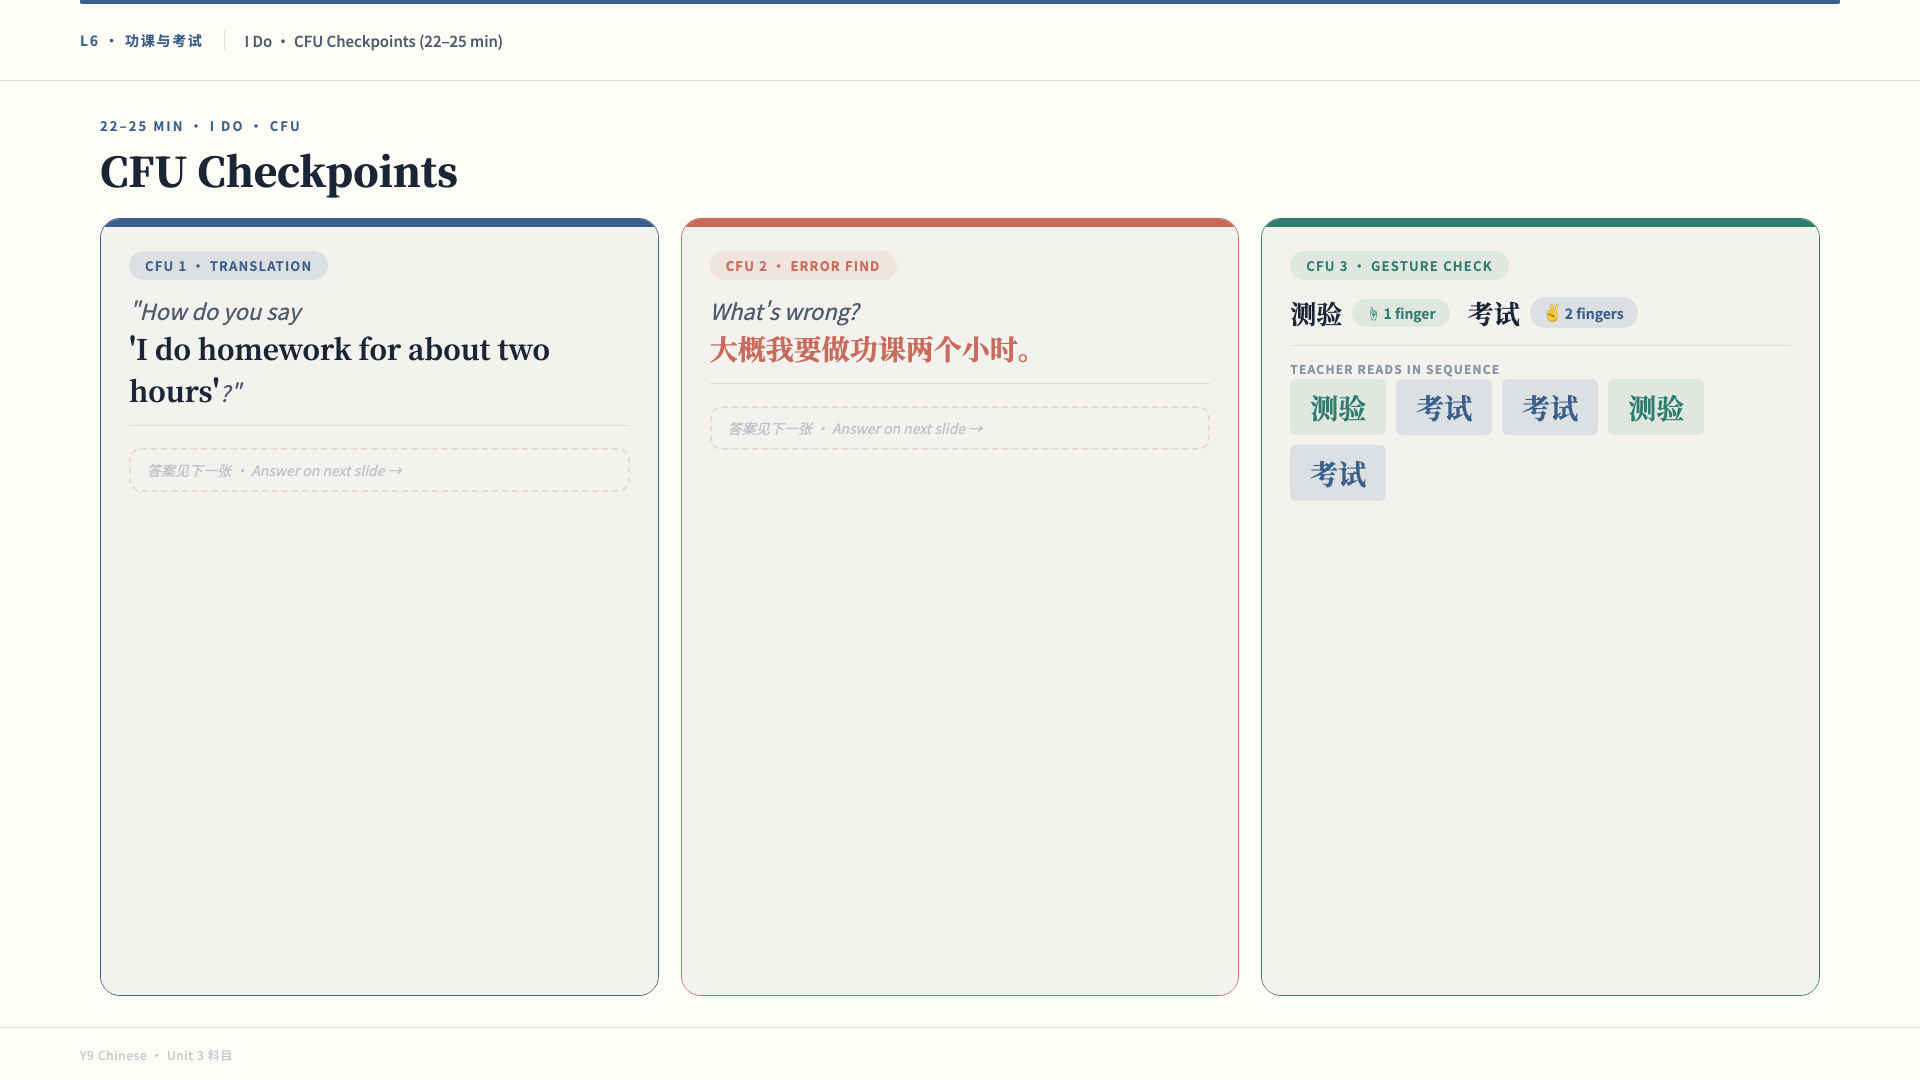 L6 · 功课与考试
I Do · CFU Checkpoints (22–25 min)
22–25 MIN · I DO · CFU
CFU Checkpoints
CFU 1 · TRANSLATION
"How do you say
'I do homework for about two
hours'?"
答案见下一张 · Answer on next slide →
CFU 2 · ERROR FIND
What's wrong?
大概我要做功课两个小时。
答案见下一张 · Answer on next slide →
CFU 3 · GESTURE CHECK
测验 ☝ 1 finger 考试 ✌ 2 fingers
TEACHER READS IN SEQUENCE
测验 考试 考试 测验
考试
Y9 Chinese · Unit 3 科目